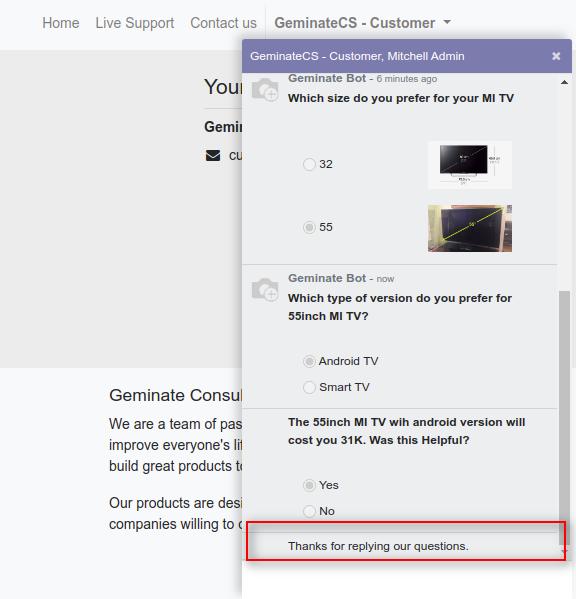 Home Live Support Contact us GeminateCS - Customer
GeminateCS - Customer, Mitchell Admin
Your
Gemin
cu
Geminate Bot - 6 minutes ago
Which size do you prefer for your MI TV
32
55
Geminate Bot - now
Which type of version do you prefer for
55inch MI TV?
Android TV
Smart TV
The 55inch MI TV wih android version will
cost you 31K. Was this Helpful?
Yes
No
Thanks for replying our questions.
Geminate Consul
We are a team of pas
improve everyone's lif
build great products to
Our products are desi
companies willing to o